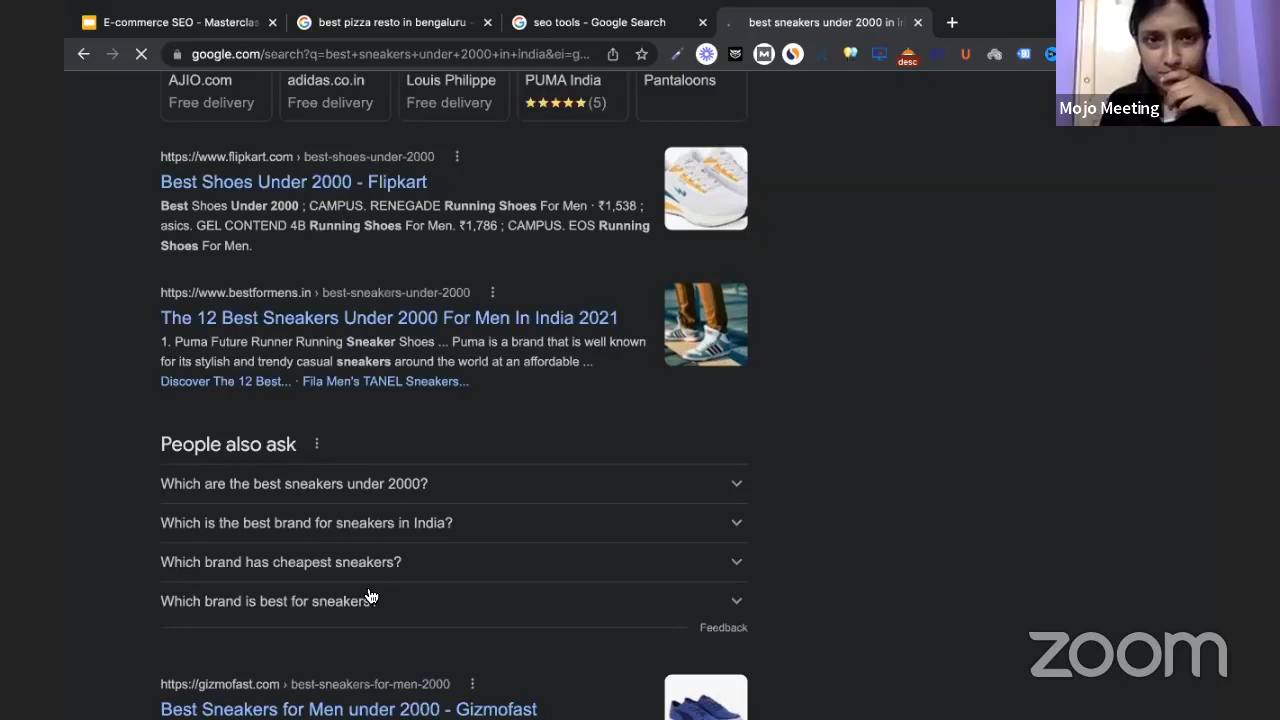 E-commerce SEO - Masterclas
best pizza resto in bengaluru -
seo tools - Google Search
best sneakers under 2000 in i
google.com/search?q=best+sneakers+under+2000+in+india&ei=g...
desc
Mojo Meeting
AJIO.com
Free delivery
adidas.co.in
Free delivery
Louis Philippe
Free delivery
PUMA India
(5)
Pantaloons
https://www.flipkart.com › best-shoes-under-2000
Best Shoes Under 2000 - Flipkart
Best Shoes Under 2000 ; CAMPUS. RENEGADE Running Shoes For Men · ₹1,538 ;
asics. GEL CONTEND 4B Running Shoes For Men. ₹1,786 ; CAMPUS. EOS Running
Shoes For Men.
https://www.bestformens.in › best-sneakers-under-2000
The 12 Best Sneakers Under 2000 For Men In India 2021
1. Puma Future Runner Running Sneaker Shoes ... Puma is a brand that is well known
for its stylish and trendy casual sneakers around the world at an affordable ...
Discover The 12 Best... · Fila Men's TANEL Sneakers...
People also ask
Which are the best sneakers under 2000?
Which is the best brand for sneakers in India?
Which brand has cheapest sneakers?
Which brand is best for sneakers?
Feedback
https://gizmofast.com › best-sneakers-for-men-2000
Best Sneakers for Men under 2000 - Gizmofast
zoom